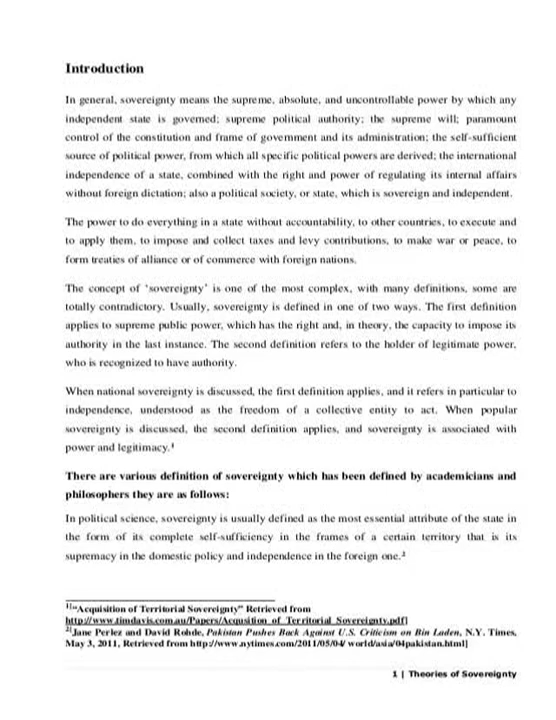 Introduction
In general, sovereignty means the supreme, absolute, and uncontrollable power by which any
independent state is governed; supreme political authority; the supreme will; paramount
control of the constitution and frame of government and its administration; the self-sufficient
source of political power, from which all specific political powers are derived; the international
independence of a state, combined with the right and power of regulating its internal affairs
without foreign dictation; also a political society, or state, which is sovereign and independent.
The power to do everything in a state without accountability, to other countries, to execute and
to apply them, to impose and collect taxes and levy contributions, to make war or peace, to
form treaties of alliance or of commerce with foreign nations.
The concept of 'sovereignty' is one of the most complex, with many definitions, some are
totally contradictory. Usually, sovereignty is defined in one of two ways. The first definition
applies to supreme public power, which has the right and, in theory, the capacity to impose its
authority in the last instance. The second definition refers to the holder of legitimate power,
who is recognized to have authority.
When national sovereignty is discussed, the first definition applies, and it refers in particular to
independence, understood as the freedom of a collective entity to act. When popular
sovereignty is discussed, the second definition applies, and sovereignty is associated with
power and legitimacy.¹
There are various definition of sovereignty which has been defined by academicians and
philosophers they are as follows:
In political science, sovereignty is usually defined as the most essential attribute of the state in
the form of its complete self-sufficiency in the frames of a certain territory that is its
supremacy in the domestic policy and independence in the foreign one.²
¹["Acquisition of Territorial Sovereignty" Retrieved from
http://www.timdavis.com.au/Papers/Acqusition_of_Territorial_Sovereignty.pdf]
²[Jane Perlez and David Rohde, Pakistan Pushes Back Against U.S. Criticism on Bin Laden, N.Y. Times,
May 3, 2011, Retrieved from http://www.nytimes.com/2011/05/04/ world/asia/04pakistan.html]
1 | Theories of Sovereignty